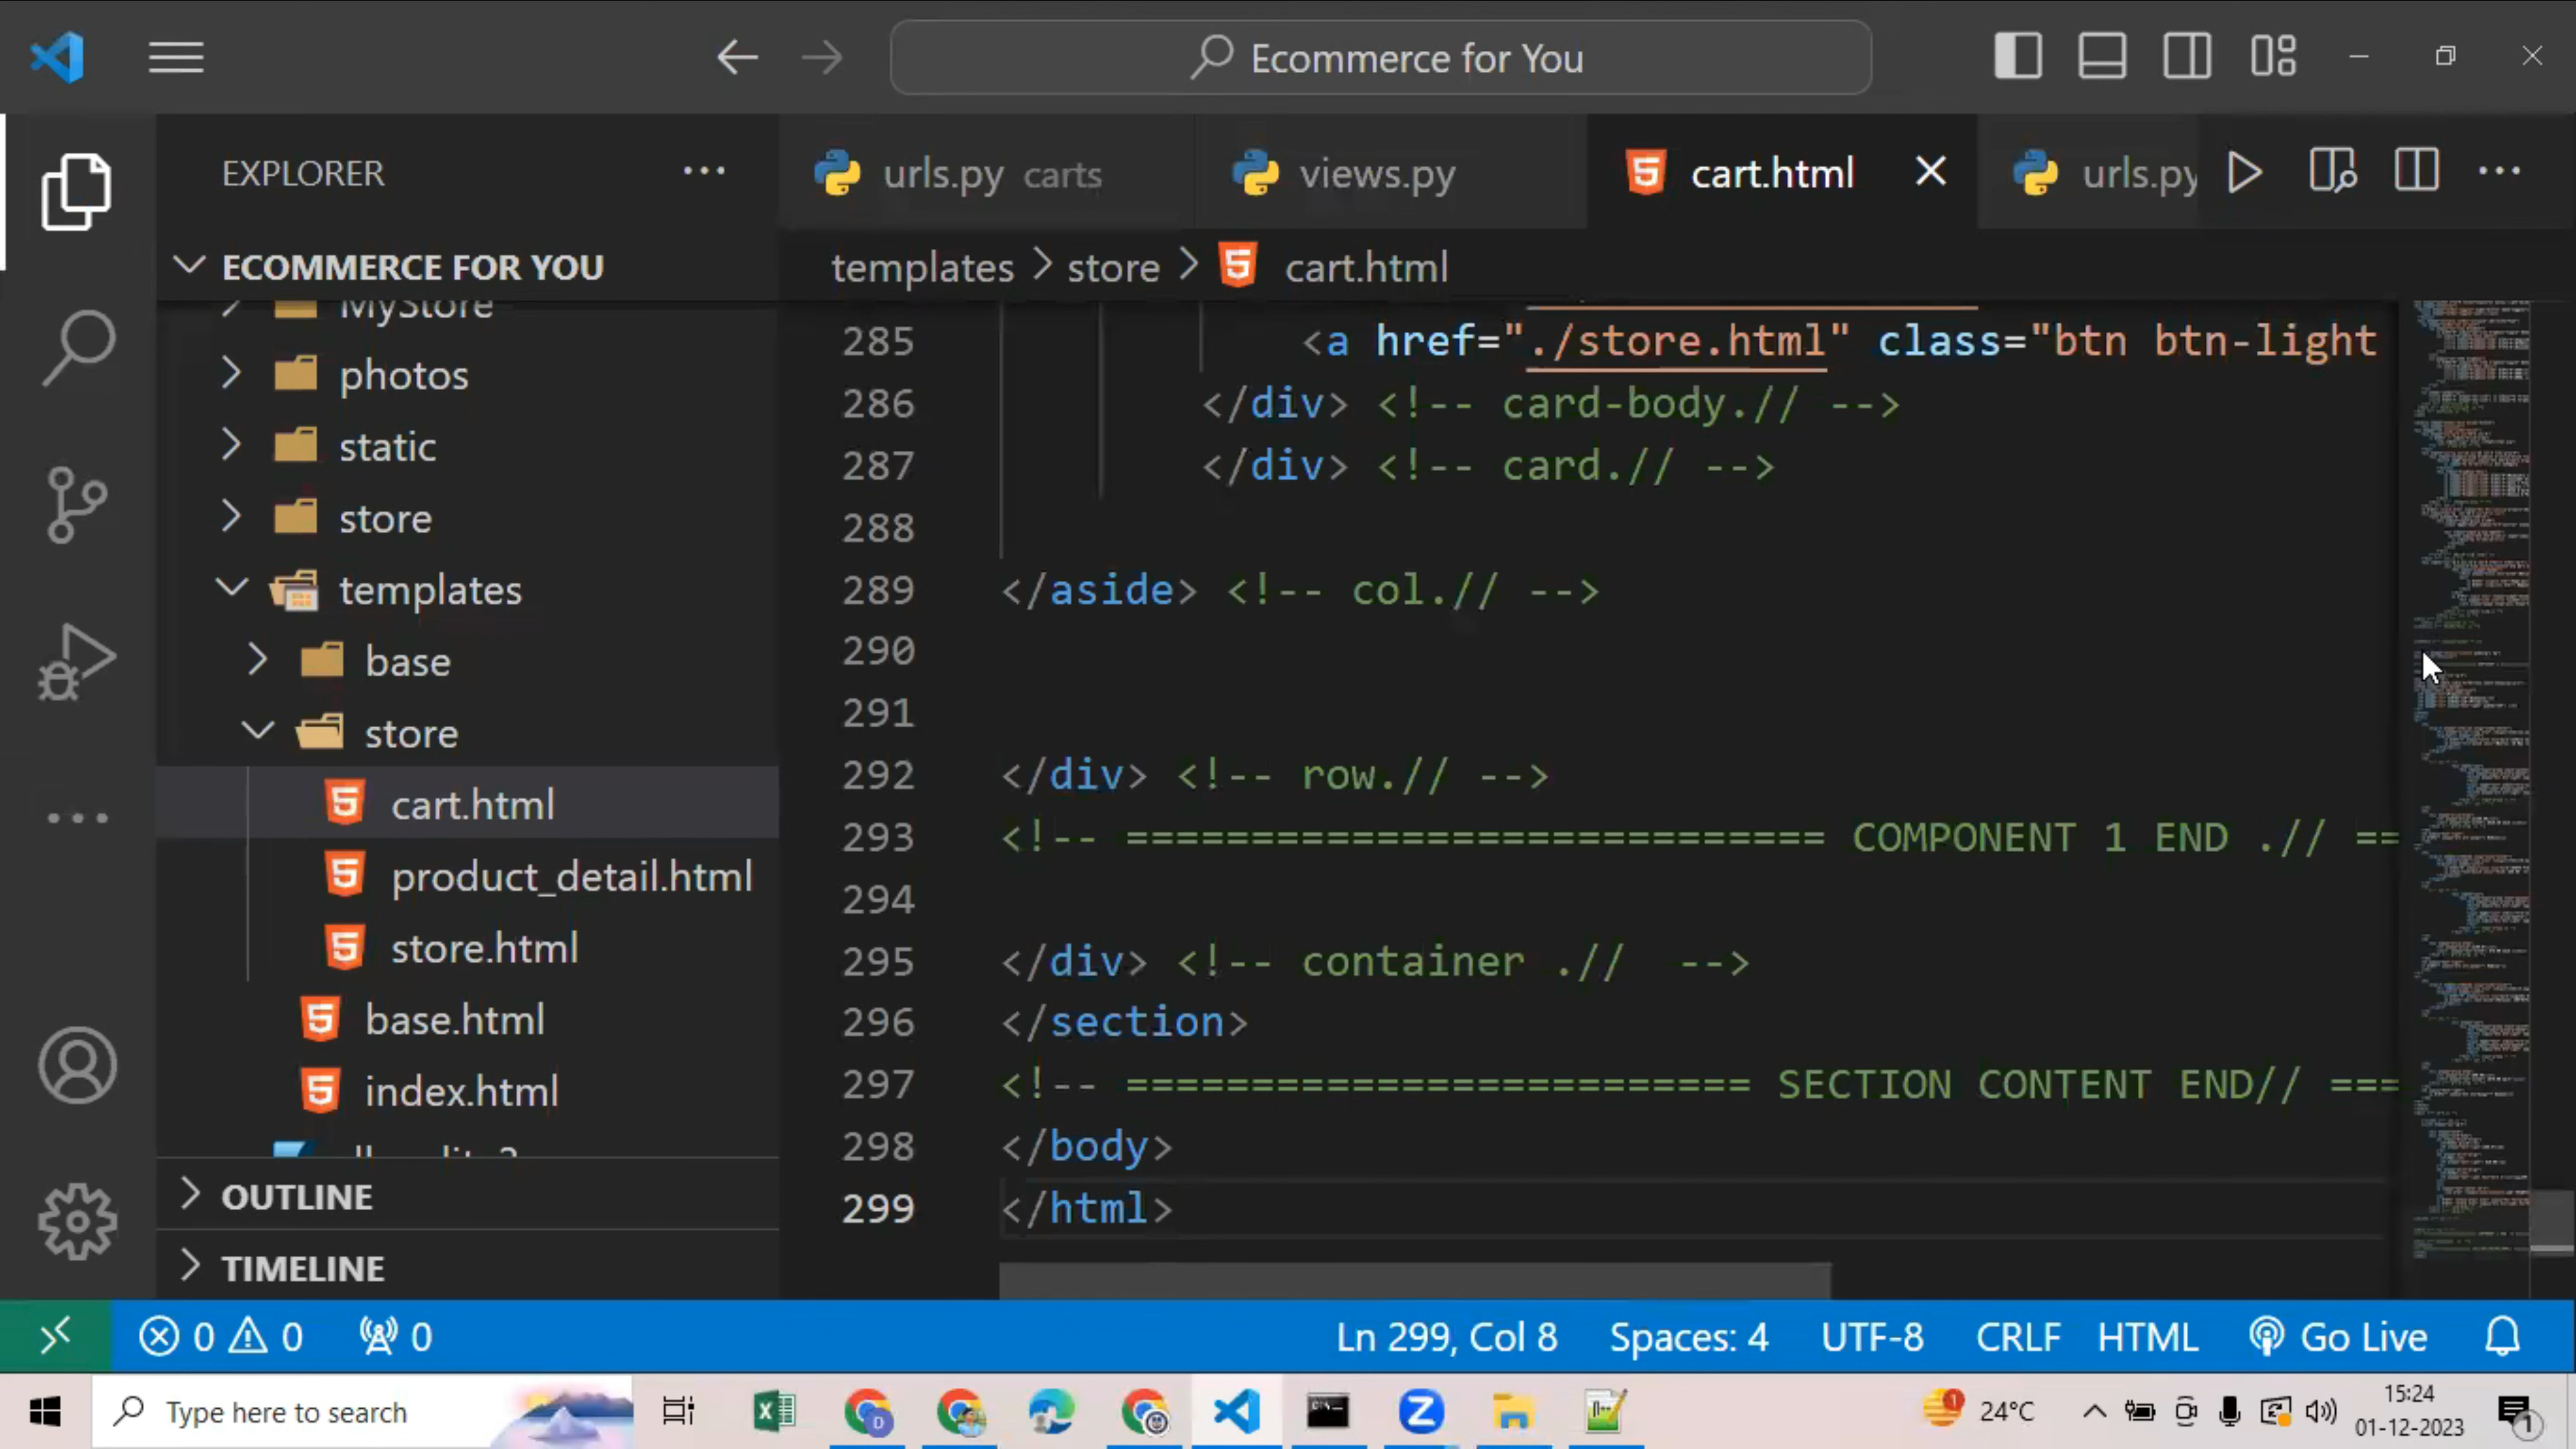 Ecommerce for You
EXPLORER
ECOMMERCE FOR YOU
MyStore
photos
static
store
templates
base
store
cart.html
product_detail.html
store.html
base.html
index.html
OUTLINE
TIMELINE
urls.py carts
views.py
cart.html
urls.py
templates > store > cart.html
285 <a href="./store.html" class="btn btn-light
286 </div> <!-- card-body.// -->
287 </div> <!-- card.// -->
288
289 </aside> <!-- col.// -->
290
291
292 </div> <!-- row.// -->
293 <!-- ============================ COMPONENT 1 END .// ==
294
295 </div> <!-- container .//  -->
296 </section>
297 <!-- ========================= SECTION CONTENT END// ===
298 </body>
299 </html>
0 0 0
Ln 299, Col 8 Spaces: 4 UTF-8 CRLF HTML Go Live
Type here to search
24°C
15:24
01-12-2023